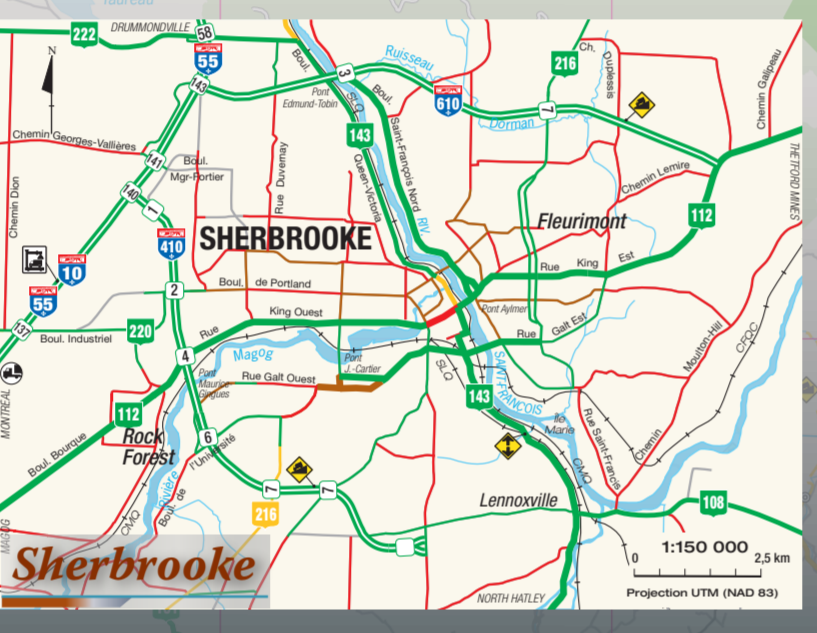 222
DRUMMONDVILLE
58
55
143
N
Boul.
3
Ruisseau
Pont
Edmund-Tobin
SLQ
Boul.
610
216
Ch.
Duplessis
7
Dorman
Chemin Galipeau
THETFORD MINES
Chemin Georges-Vallières
141
Boul.
Mgr-Fortier
Rue Duvernay
143
Queen-Victoria
Saint-François Nord
RIV.
Chemin Lemire
112
140
1
Chemin Dion
410
SHERBROOKE
Fleurimont
10
55
2
Boul. de Portland
Rue King Est
137
Boul. Industriel
220
Rue King Ouest
Pont Aylmer
Rue Galt Est
4
Magog
Pont
Maurice
Gingues
Rue Galt Ouest
Pont
J.-Cartier
SLQ
SAINT-FRANÇOIS
Moulton-Hill
CFQC
MONTRÉAL
112
Rock
Forest
Boul. Bourque
6
l'Université
Boul. de
Rivière
143
Île
Marie
Rue Saint-François
Chemin
CMQ
7
7
216
CMQ
MAGOG
Lennoxville
108
Sherbrooke
NORTH HATLEY
1:150 000
0
2,5 km
Projection UTM (NAD 83)